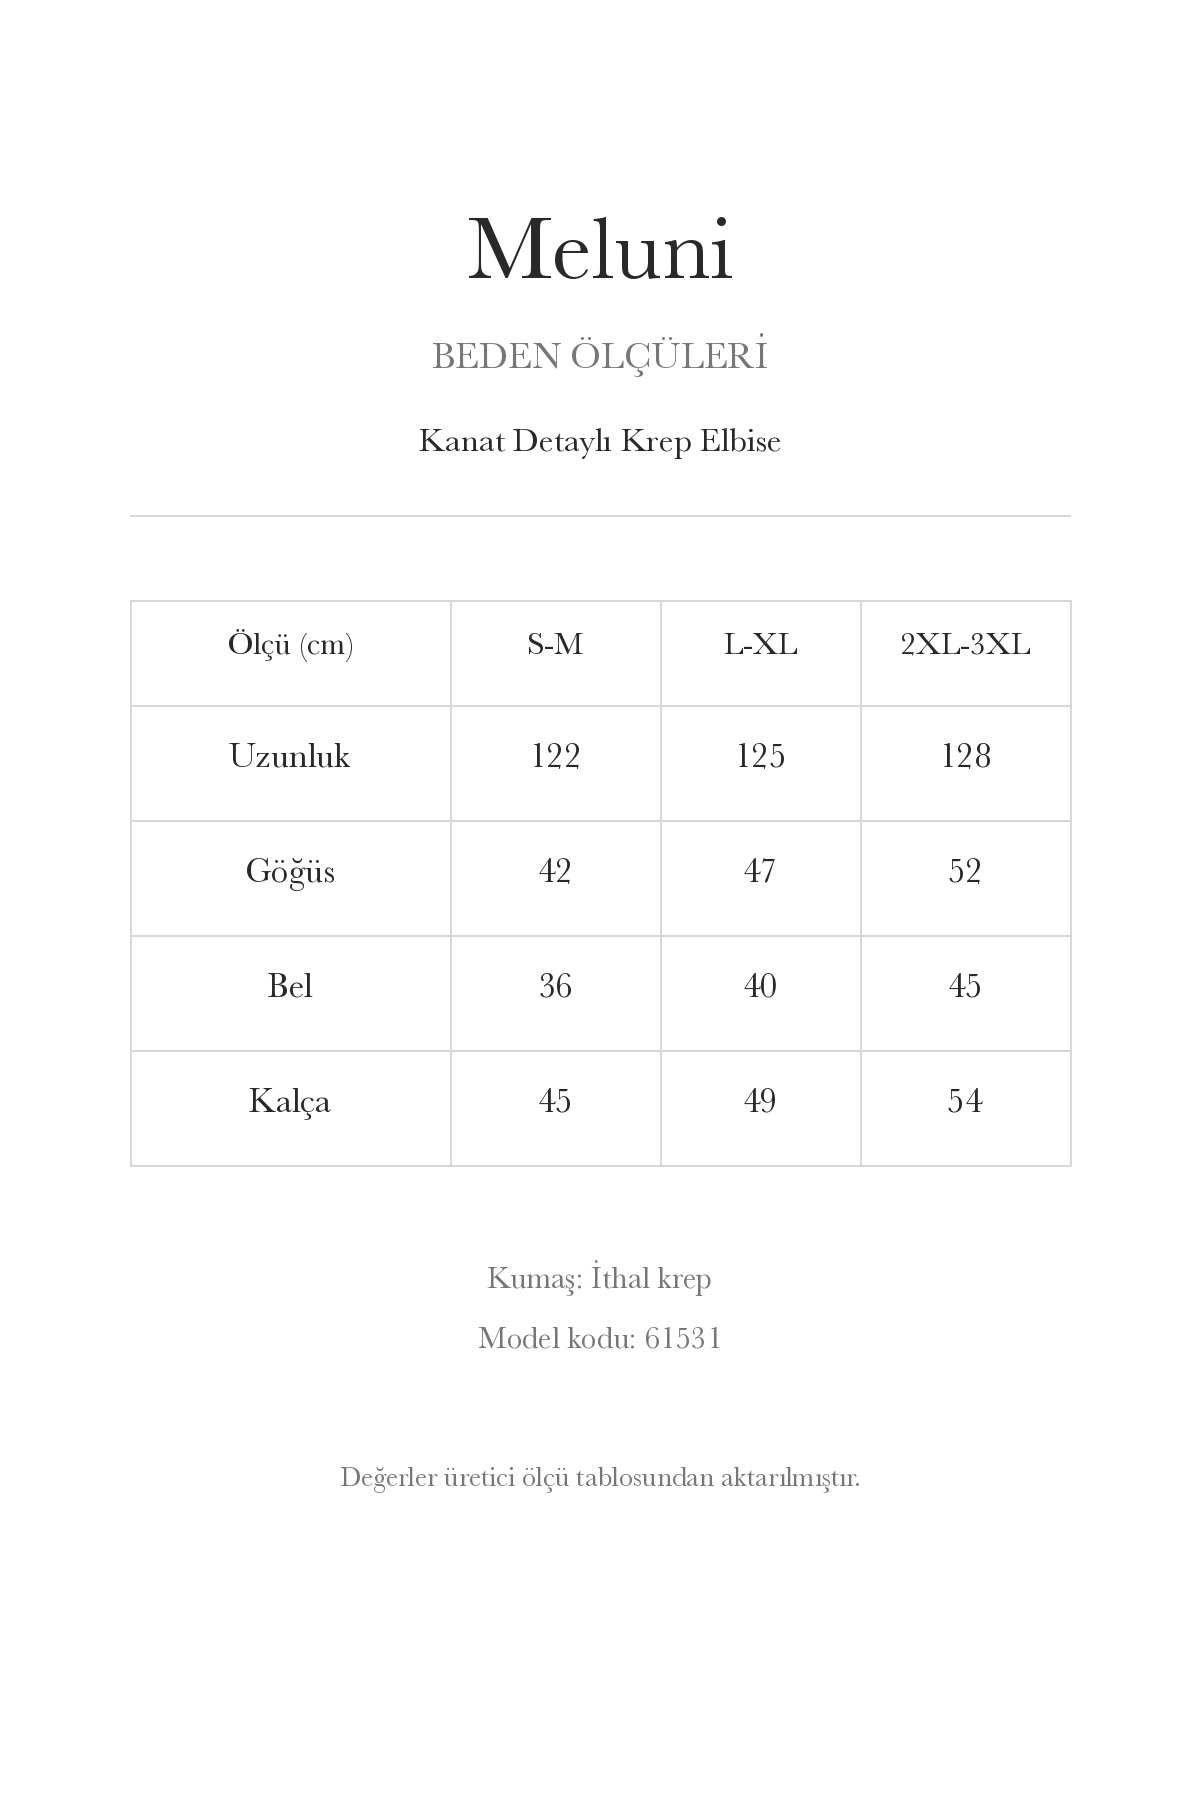 Meluni
BEDEN ÖLÇÜLERİ
Kanat Detaylı Krep Elbise
Ölçü (cm) S-M L-XL 2XL-3XL
Uzunluk 122 125 128
Göğüs 42 47 52
Bel 36 40 45
Kalça 45 49 54
Kumaş: İthal krep
Model kodu: 61531
Değerler üretici ölçü tablosundan aktarılmıştır.